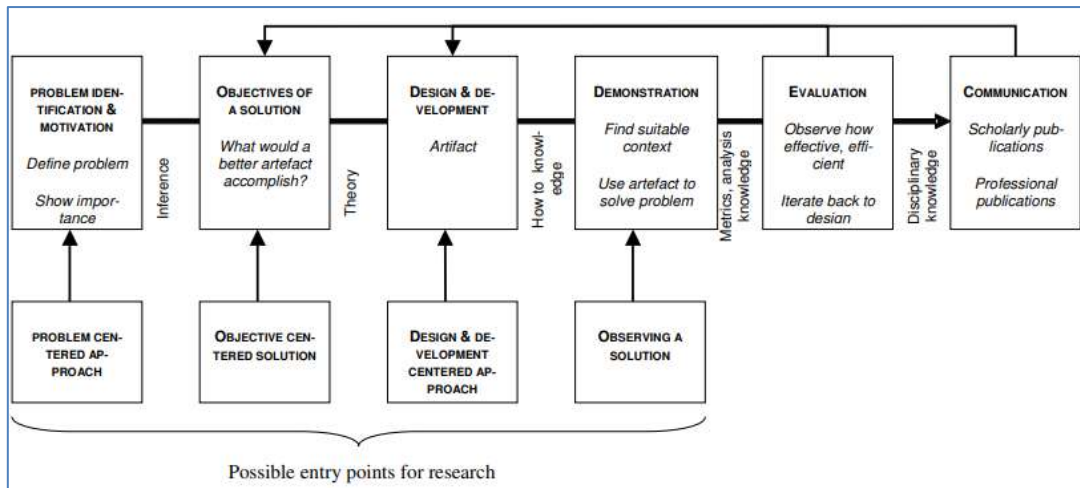 PROBLEM IDEN-
TIFICATION &
MOTIVATION
Define problem
Show impor-
tance
Inference
OBJECTIVES OF
A SOLUTION
What would a
better artefact
accomplish?
Theory
DESIGN & DE-
VELOPMENT
Artifact
How to knowl-
edge
DEMONSTRATION
Find suitable
context
Use artefact to
solve problem
Metrics, analysis
knowledge
EVALUATION
Observe how
effective, effi-
cient
Iterate back to
design
Disciplinary
knowledge
COMMUNICATION
Scholarly pub-
lications
Professional
publications
PROBLEM CEN-
TERED AP-
PROACH
OBJECTIVE CEN-
TERED SOLUTION
DESIGN & DE-
VELOPMENT
CENTERED AP-
PROACH
OBSERVING A
SOLUTION
Possible entry points for research